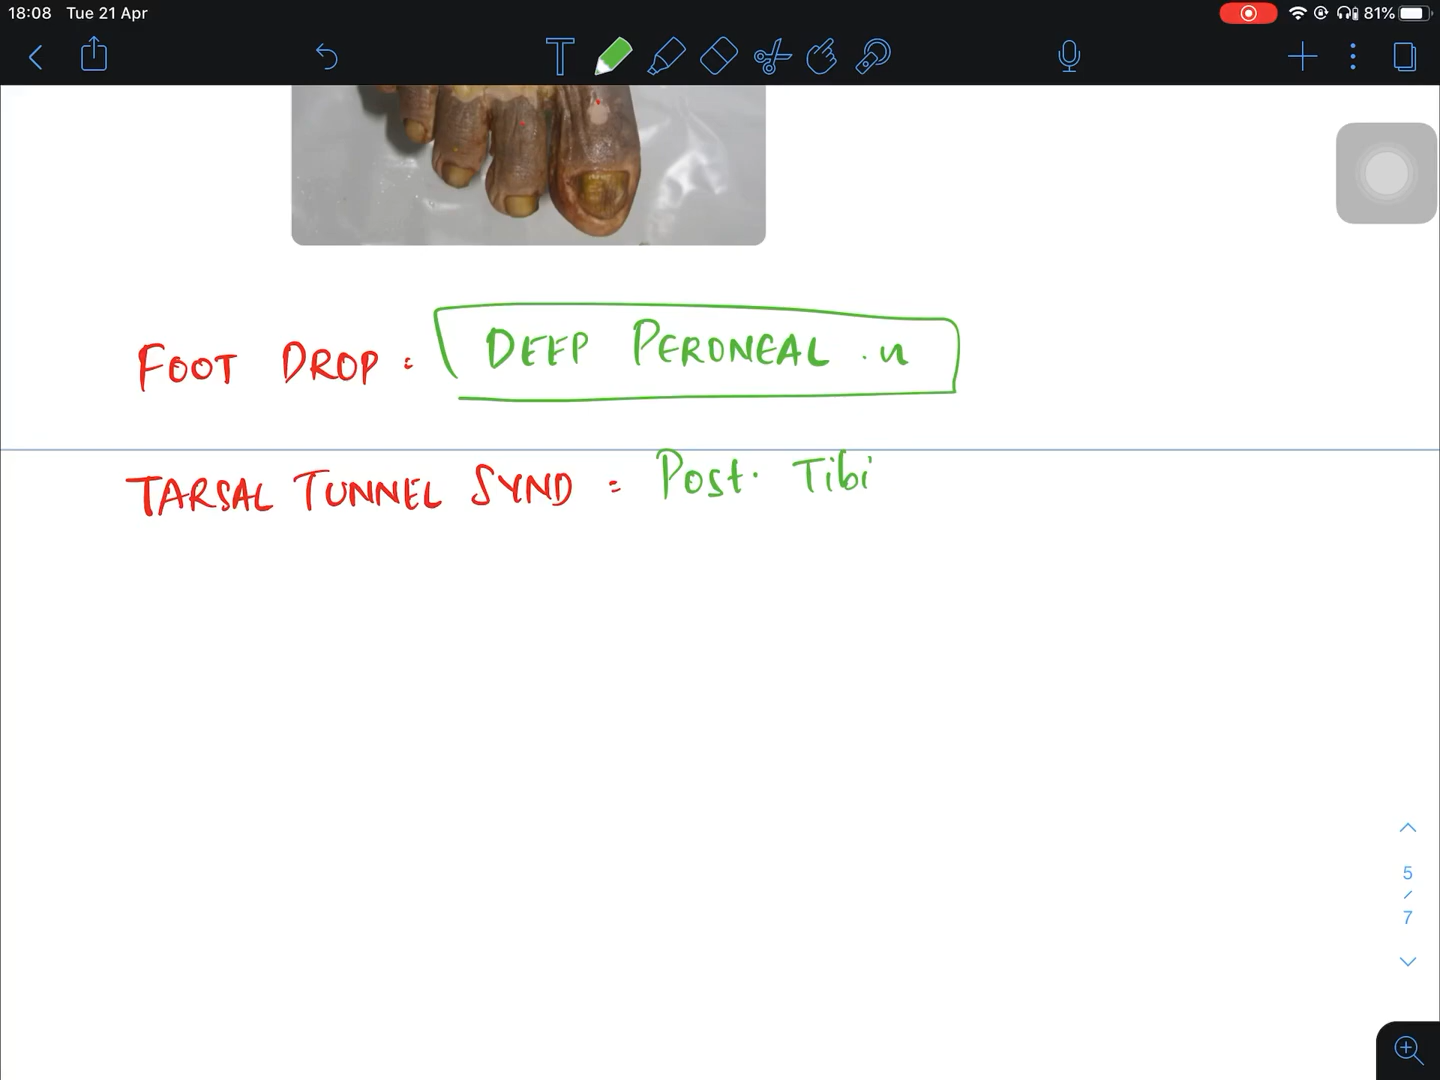 18:08 Tue 21 Apr 81%
T
FOOT DROP : DEEP PERONEAL . n
TARSAL TUNNEL SYND = Post. Tibi
5
/
7